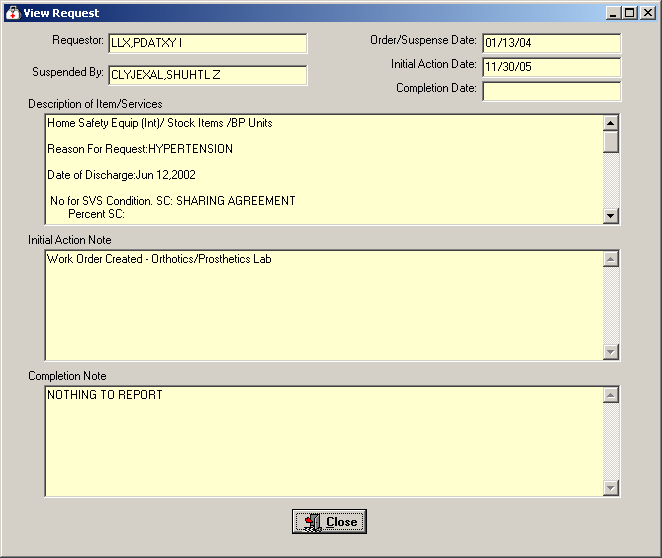 View Request
Requestor: LLX,PDATXY I
Order/Suspense Date: 01/13/04
Suspended By: CLYJEXAL,SHUHTL Z
Initial Action Date: 11/30/05
Completion Date:
Description of Item/Services
Home Safety Equip (Int)/ Stock Items /BP Units
Reason For Request:HYPERTENSION
Date of Discharge:Jun 12,2002
No for SVS Condition. SC: SHARING AGREEMENT
Percent SC:
Initial Action Note
Work Order Created - Orthotics/Prosthetics Lab
Completion Note
NOTHING TO REPORT
Close